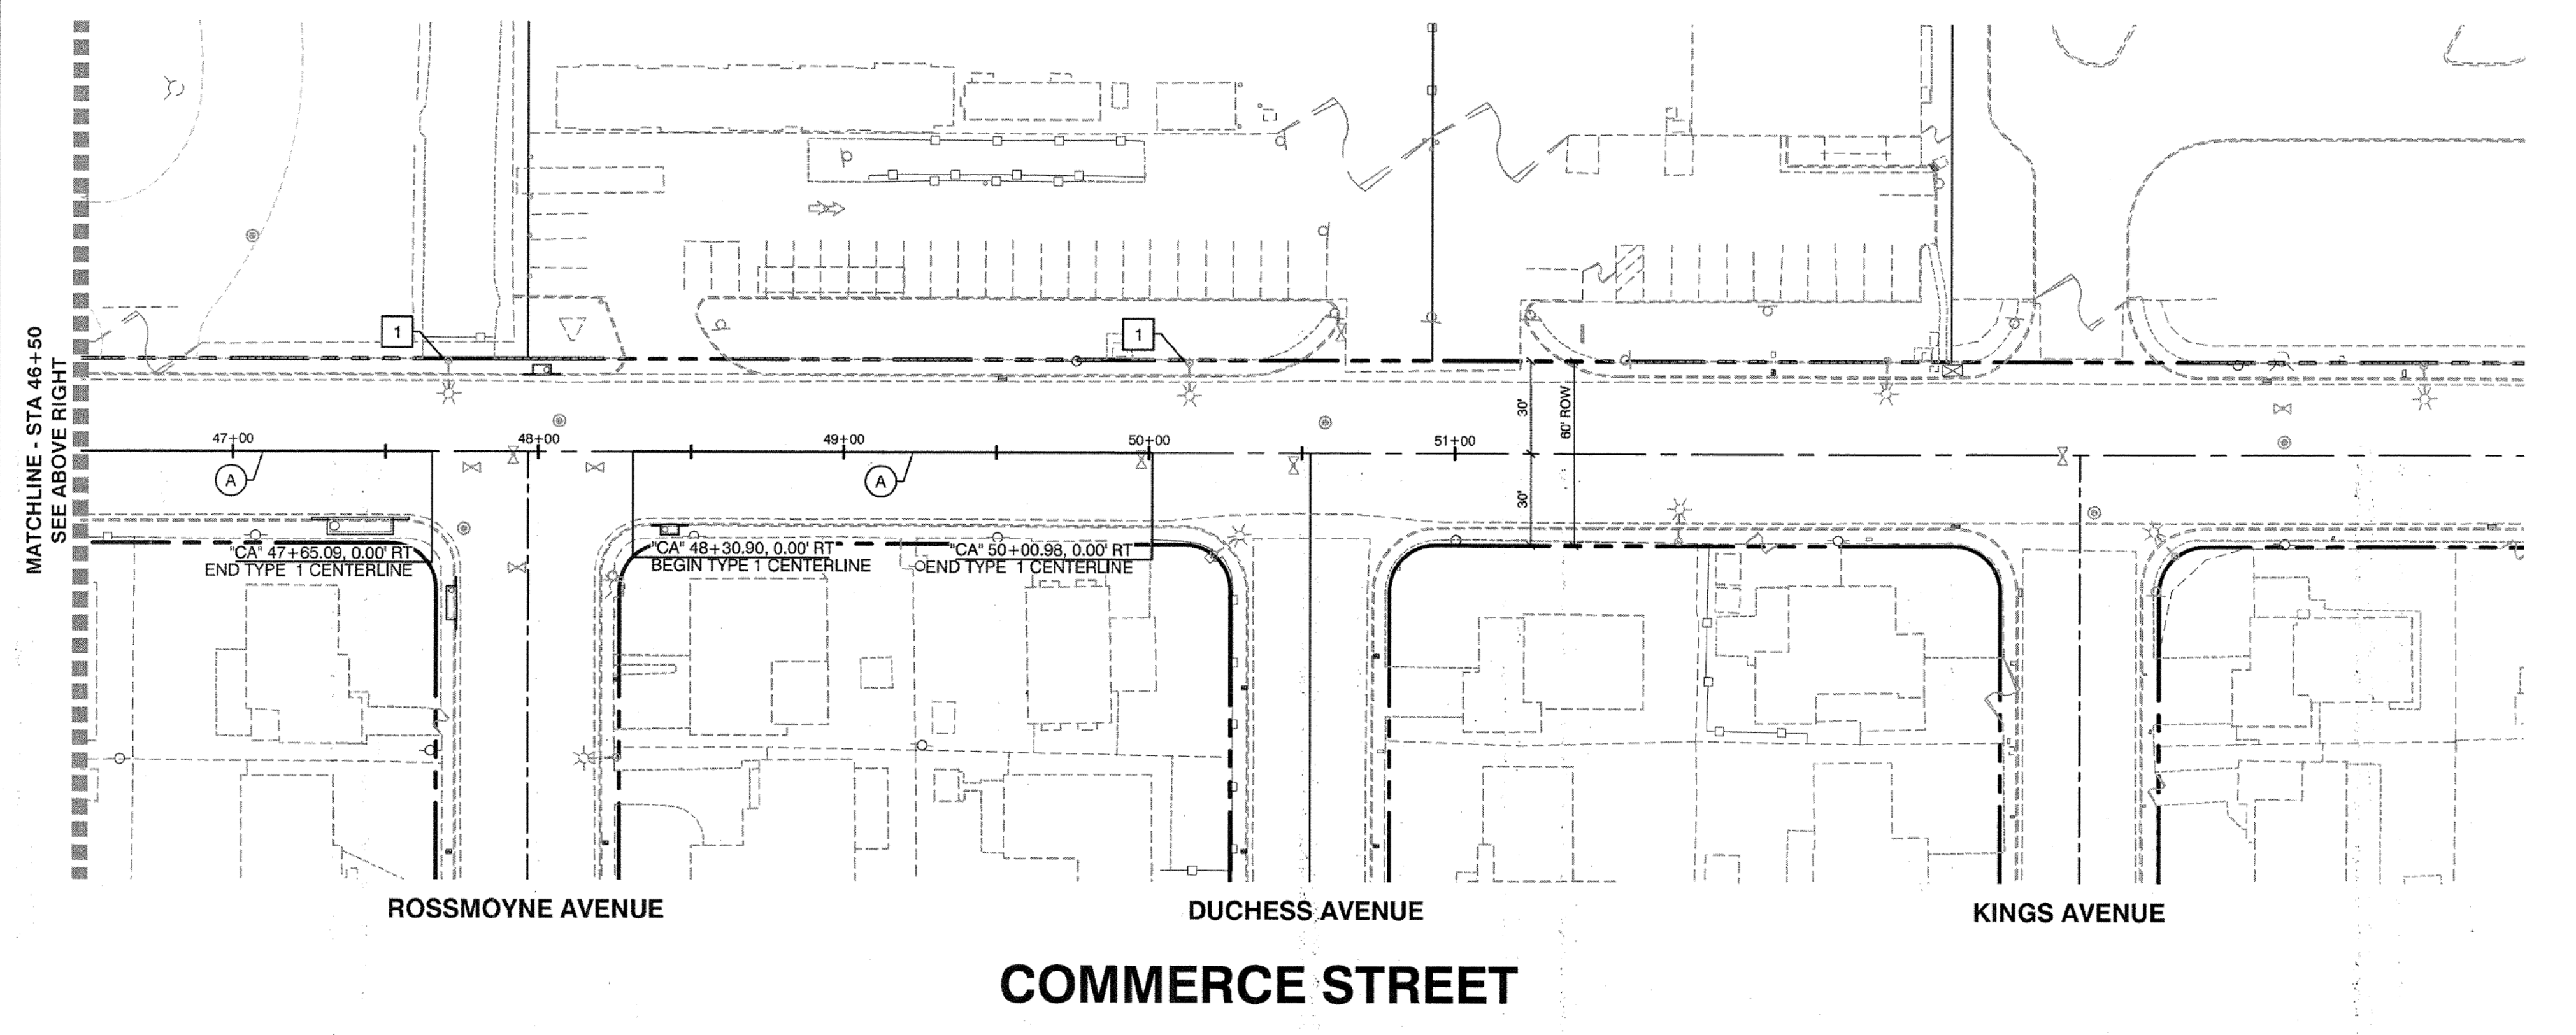 MATCHLINE - STA 46+50
SEE ABOVE RIGHT
1
1
30'
60' ROW
47+00
48+00
49+00
50+00
51+00
A
A
30'
"CA" 47+65.09, 0.00' RT
END TYPE 1 CENTERLINE
"CA" 48+30.90, 0.00' RT
BEGIN TYPE 1 CENTERLINE
"CA" 50+00.98, 0.00' RT
END TYPE 1 CENTERLINE
ROSSMOYNE AVENUE
DUCHESS AVENUE
KINGS AVENUE
COMMERCE STREET